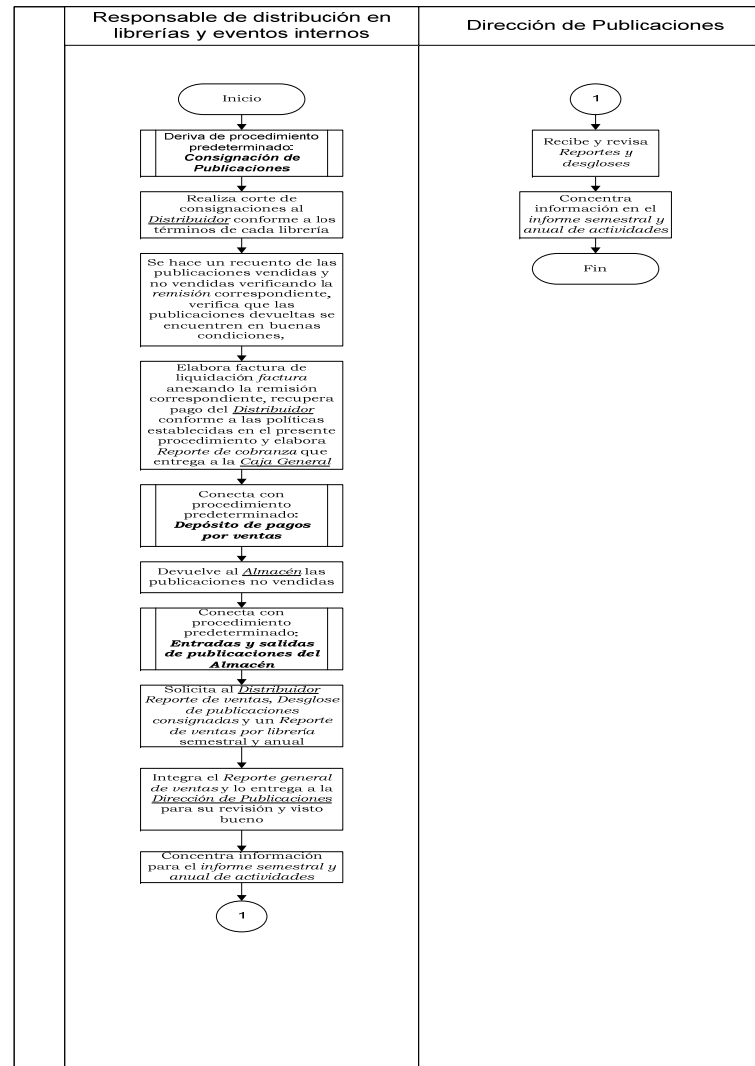 Responsable de distribución en
librerías y eventos internos
Dirección de Publicaciones
Inicio
Deriva de procedimiento
predeterminado:
Consignación de
Publicaciones
Realiza corte de
consignaciones al
Distribuidor conforme a los
términos de cada librería
Se hace un recuento de las
publicaciones vendidas y
no vendidas verificando la
remisión correspondiente,
verifica que las
publicaciones devueltas se
encuentren en buenas
condiciones,
Elabora factura de
liquidación factura
anexando la remisión
correspondiente, recupera
pago del Distribuidor
conforme a las políticas
establecidas en el presente
procedimiento y elabora
Reporte de cobranza que
entrega a la Caja General
Conecta con
procedimiento
predeterminado:
Depósito de pagos
por ventas
Devuelve al Almacén las
publicaciones no vendidas
Conecta con
procedimiento
predeterminado:
Entradas y salidas
de publicaciones del
Almacén
Solicita al Distribuidor
Reporte de ventas, Desglose
de publicaciones
consignadas y un Reporte
de ventas por librería
semestral y anual
Integra el Reporte general
de ventas y lo entrega a la
Dirección de Publicaciones
para su revisión y visto
bueno
Concentra información
para el informe semestral y
anual de actividades
1
1
Recibe y revisa
Reportes y
desgloses
Concentra
información en el
informe semestral y
anual de actividades
Fin